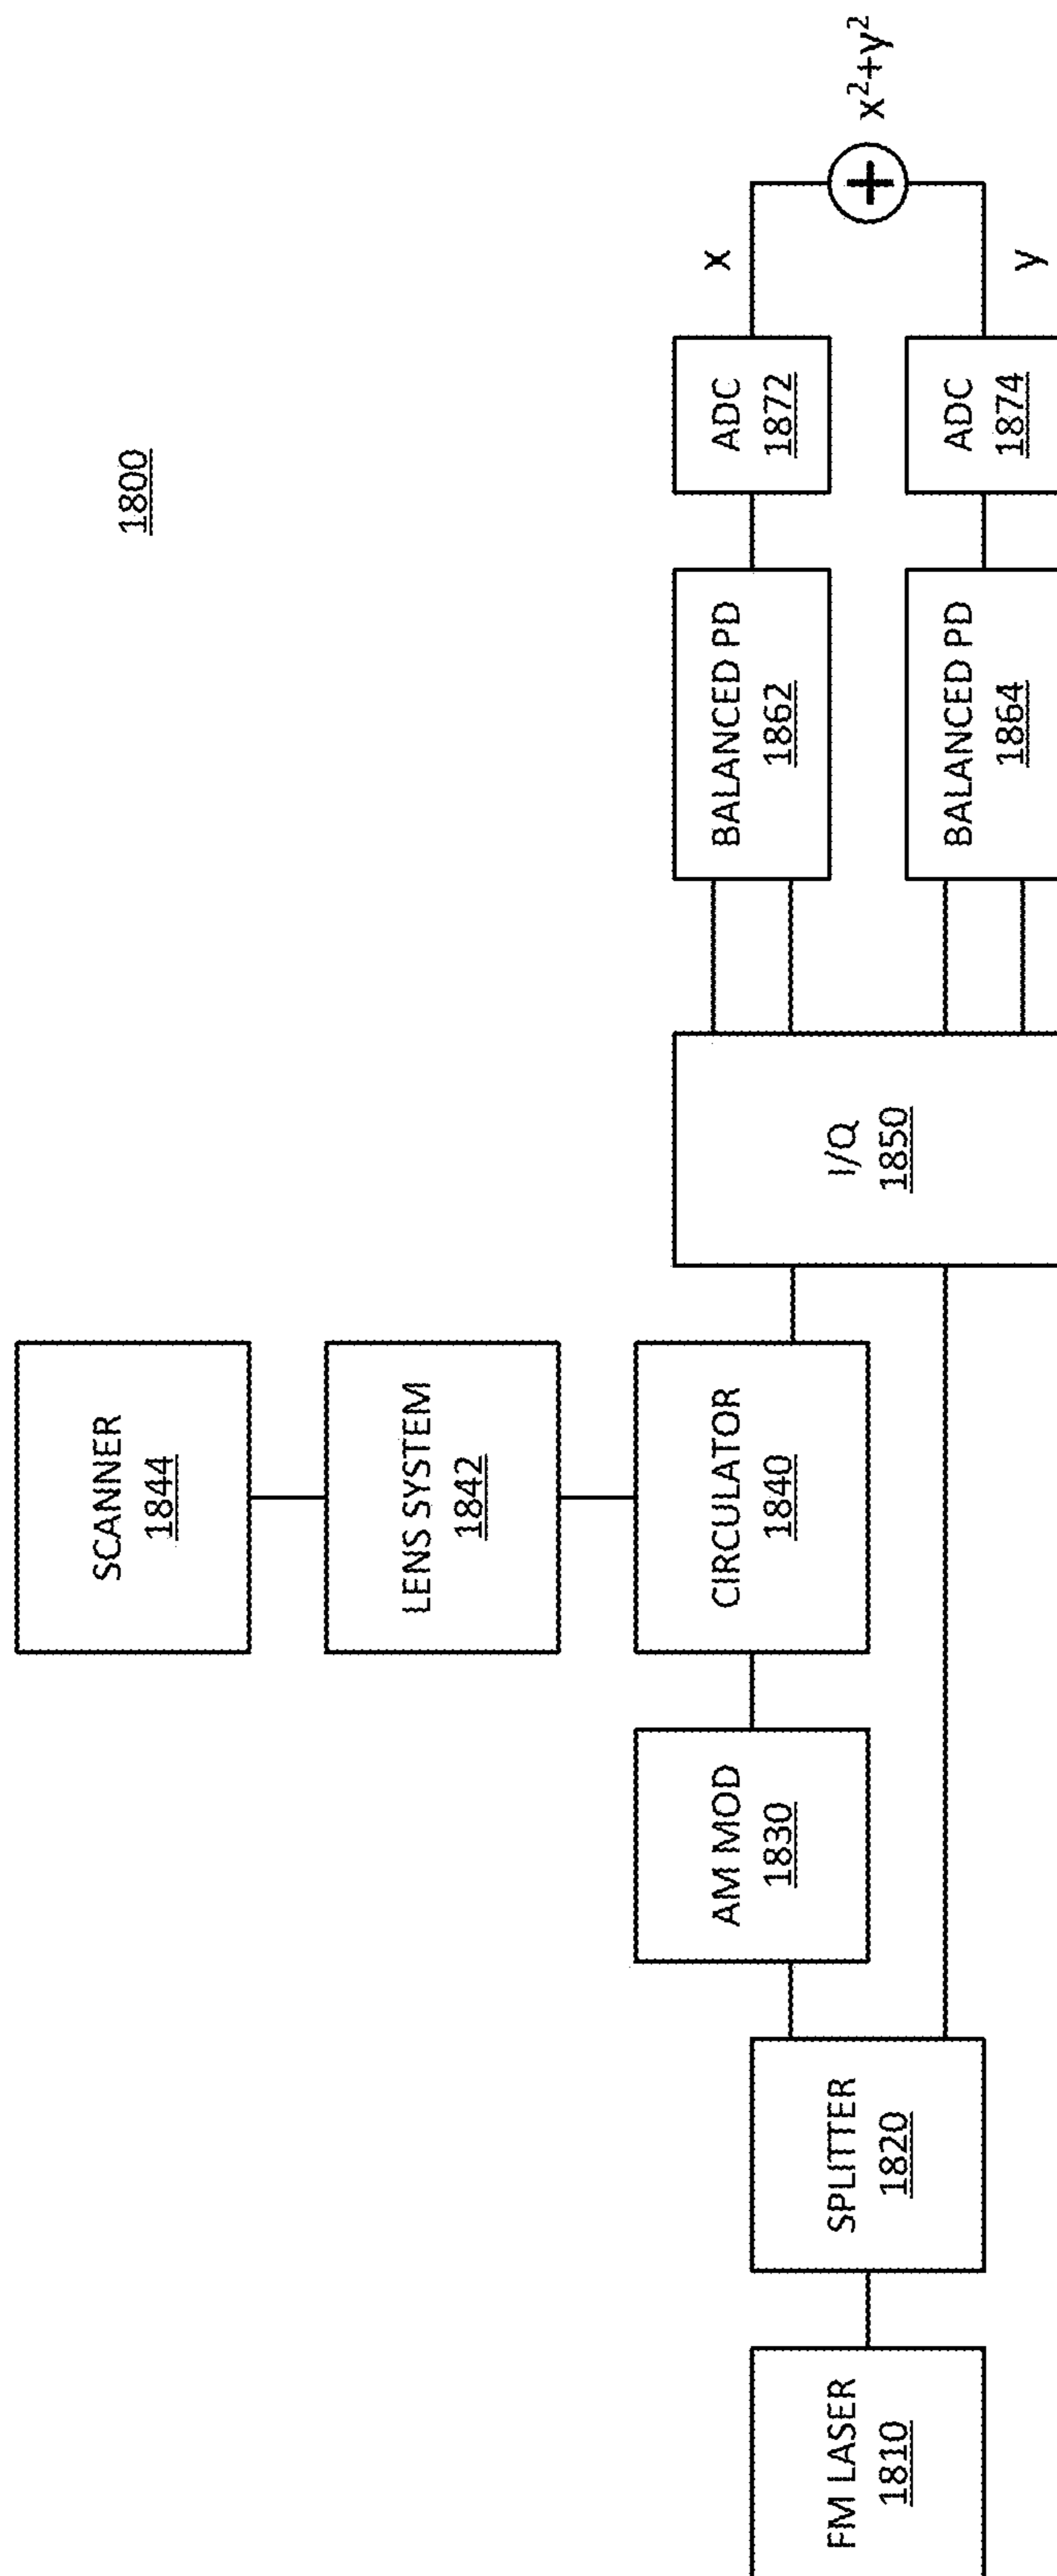 1800
SCANNER
1844
LENS SYSTEM
1842
FM LASER
1810
SPLITTER
1820
AM MOD
1830
CIRCULATOR
1840
I/Q
1850
BALANCED PD
1862
BALANCED PD
1864
ADC
1872
ADC
1874
x
y
x²+y²
+